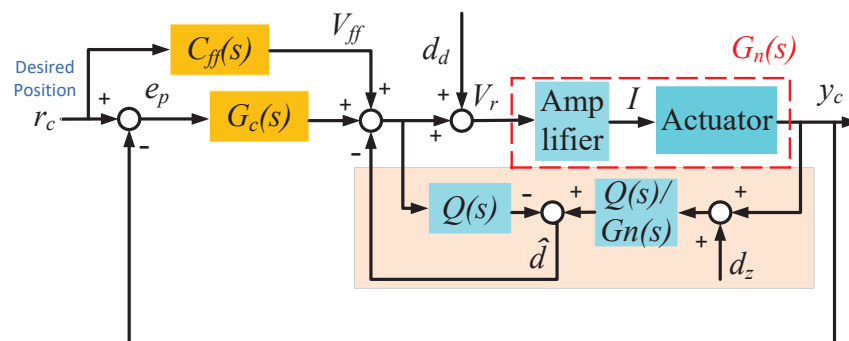 C_ff(s)
V_ff
d_d
G_n(s)
Desired
Position
r_c
+
-
e_p
G_c(s)
+
+
-
+
+
V_r
Amp
lifier
I
Actuator
y_c
Q(s)
-
+
d̂
Q(s)/
Gn(s)
+
+
d_z